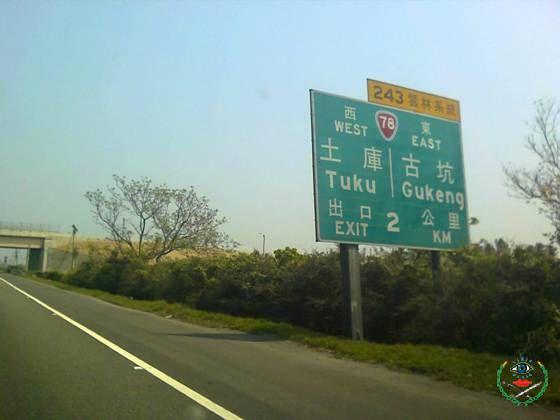 243 雲林系統
西 78 東
WEST EAST
土庫 古坑
Tuku Gukeng
出口 2 公里
EXIT KM